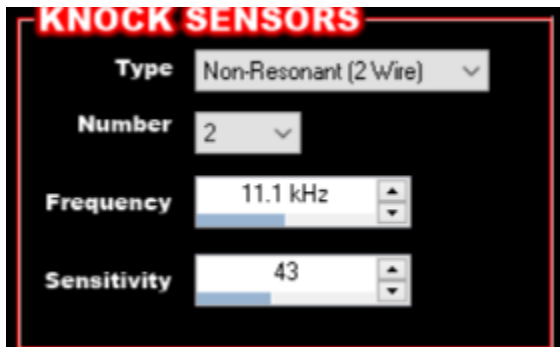 KNOCK SENSORS
Type Non-Resonant (2 Wire)
Number 2
Frequency 11.1 kHz
Sensitivity 43